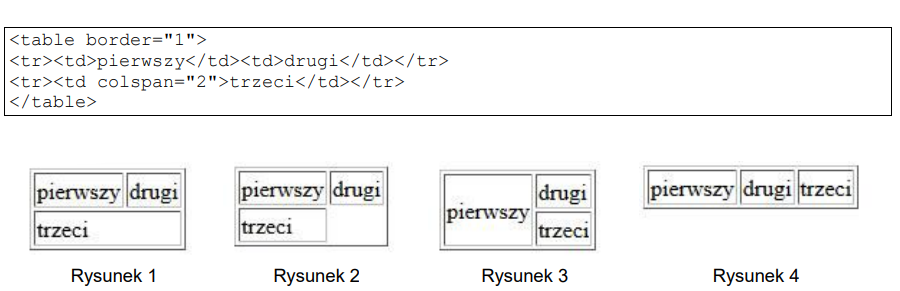 <table border="1">
<tr><td>pierwszy</td><td>drugi</td></tr>
<tr><td colspan="2">trzeci</td></tr>
</table>
pierwszy drugi
trzeci
Rysunek 1
pierwszy drugi
trzeci
Rysunek 2
pierwszy
drugi
trzeci
Rysunek 3
pierwszy drugi trzeci
Rysunek 4